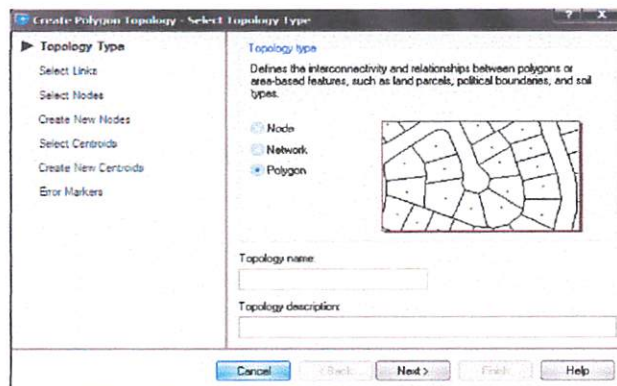 Create Polygon Topology - Select Topology Type
? X
Topology Type
Select Links
Select Nodes
Create New Nodes
Select Centroids
Create New Centroids
Error Markers
Topology type
Defines the interconnectivity and relationships between polygons or
area-based features, such as land parcels, political boundaries, and soil
types.
Node
Network
Polygon
Topology name:
Topology description:
Cancel
< Back
Next >
Finish
Help